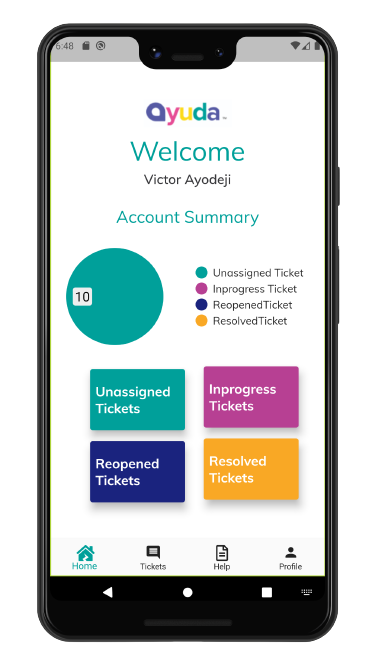 6:48
ayuda
Welcome
Victor Ayodeji
Account Summary
10
Unassigned Ticket
Inprogress Ticket
ReopenedTicket
ResolvedTicket
Unassigned
Tickets
Inprogress
Tickets
Reopened
Tickets
Resolved
Tickets
Home
Tickets
Help
Profile